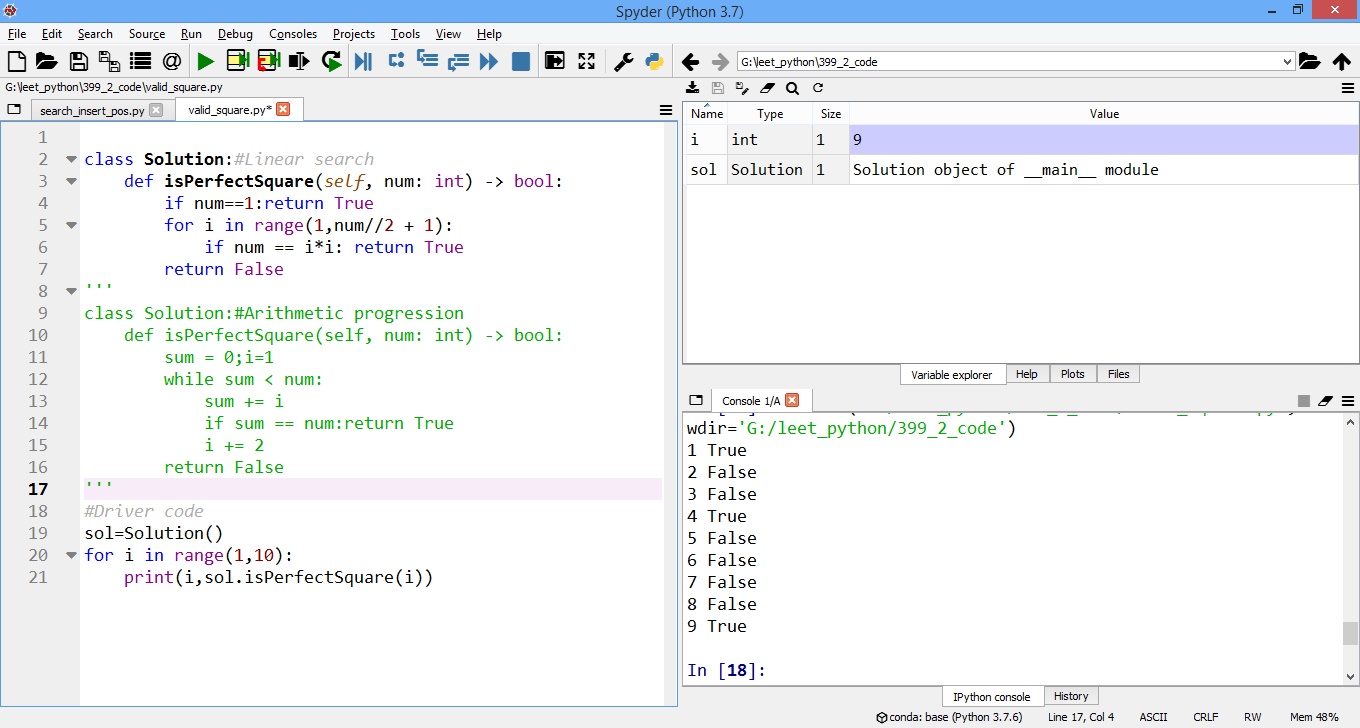 Spyder (Python 3.7)
File Edit Search Source Run Debug Consoles Projects Tools View Help
G:\leet_python\399_2_code
G:\leet_python\399_2_code\valid_square.py
search_insert_pos.py valid_square.py*
1
2 class Solution:#Linear search
3     def isPerfectSquare(self, num: int) -> bool:
4         if num==1:return True
5         for i in range(1,num//2 + 1):
6             if num == i*i: return True
7         return False
8 '''
9 class Solution:#Arithmetic progression
10     def isPerfectSquare(self, num: int) -> bool:
11         sum = 0;i=1
12         while sum < num:
13             sum += i
14             if sum == num:return True
15             i += 2
16         return False
17 '''
18 #Driver code
19 sol=Solution()
20 for i in range(1,10):
21     print(i,sol.isPerfectSquare(i))
Name Type Size Value
i int 1 9
sol Solution 1 Solution object of __main__ module
Variable explorer Help Plots Files
Console 1/A
wdir='G:/leet_python/399_2_code')
1 True
2 False
3 False
4 True
5 False
6 False
7 False
8 False
9 True
In [18]:
IPython console History
conda: base (Python 3.7.6) Line 17, Col 4 ASCII CRLF RW Mem 48%